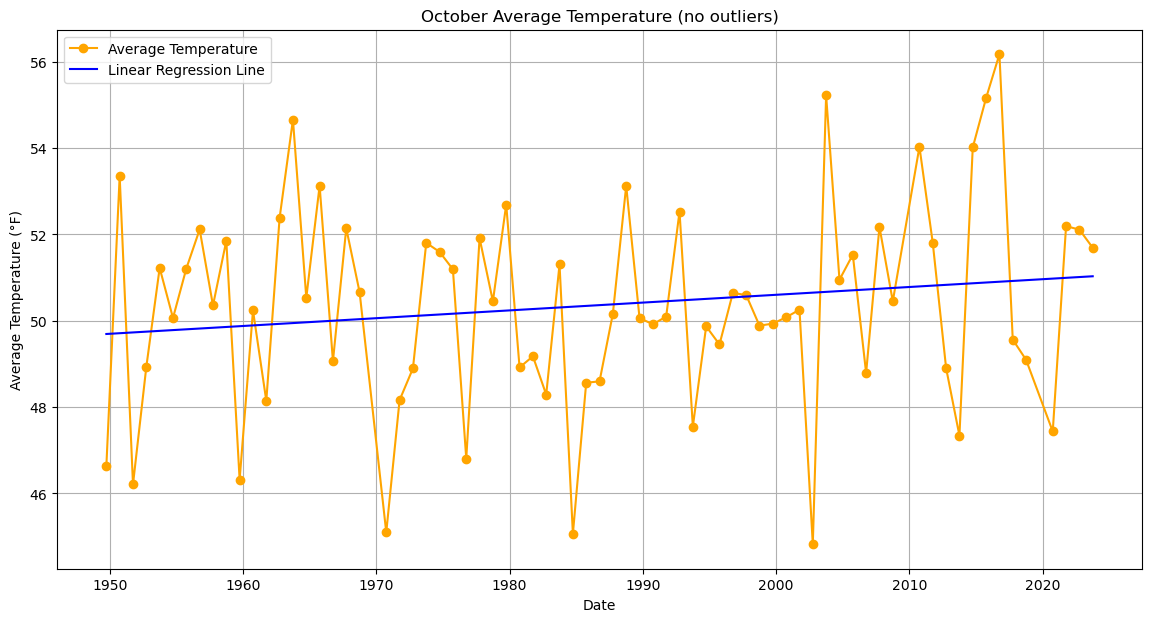 October Average Temperature (no outliers)
Average Temperature
Linear Regression Line
Average Temperature (°F)
56
54
52
50
48
46
1950
1960
1970
1980
1990
2000
2010
2020
Date